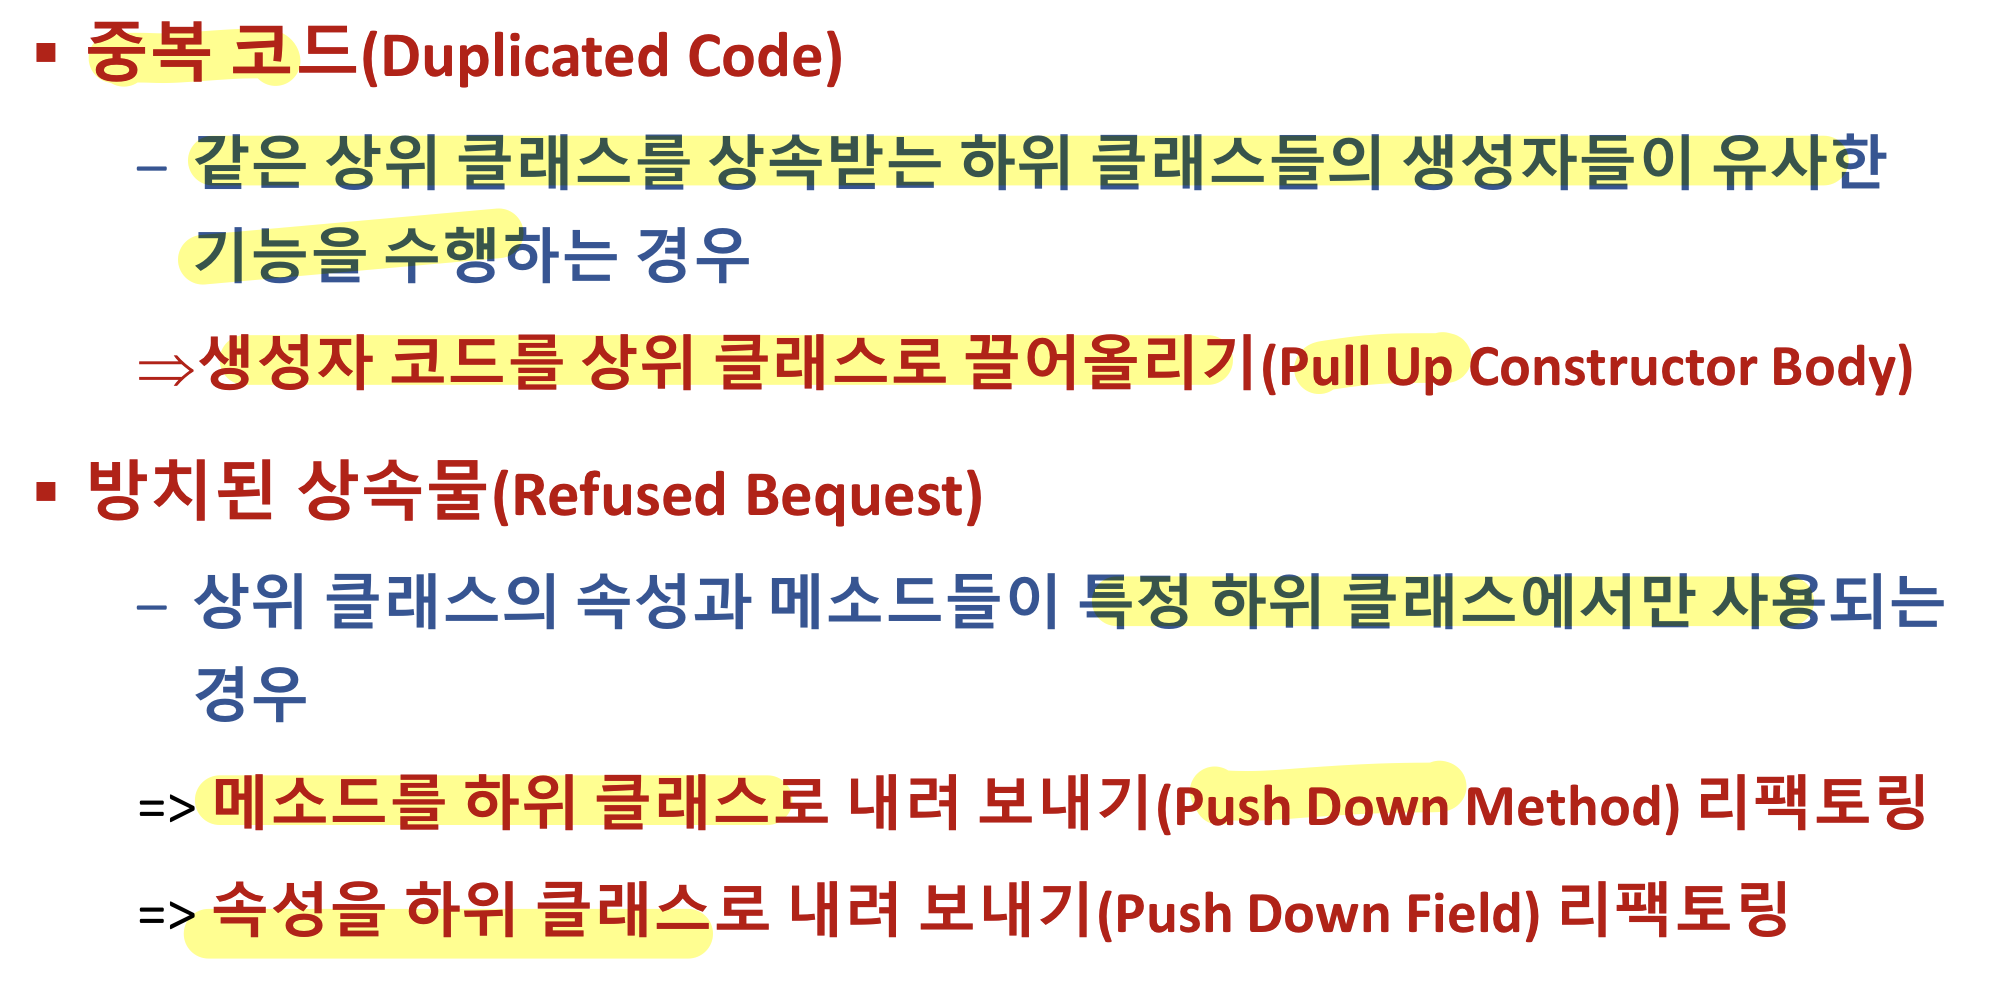 ▪ 중복 코드(Duplicated Code)
– 같은 상위 클래스를 상속받는 하위 클래스들의 생성자들이 유사한
기능을 수행하는 경우
⇒생성자 코드를 상위 클래스로 끌어올리기(Pull Up Constructor Body)
▪ 방치된 상속물(Refused Bequest)
– 상위 클래스의 속성과 메소드들이 특정 하위 클래스에서만 사용되는
경우
=> 메소드를 하위 클래스로 내려 보내기(Push Down Method) 리팩토링
=> 속성을 하위 클래스로 내려 보내기(Push Down Field) 리팩토링